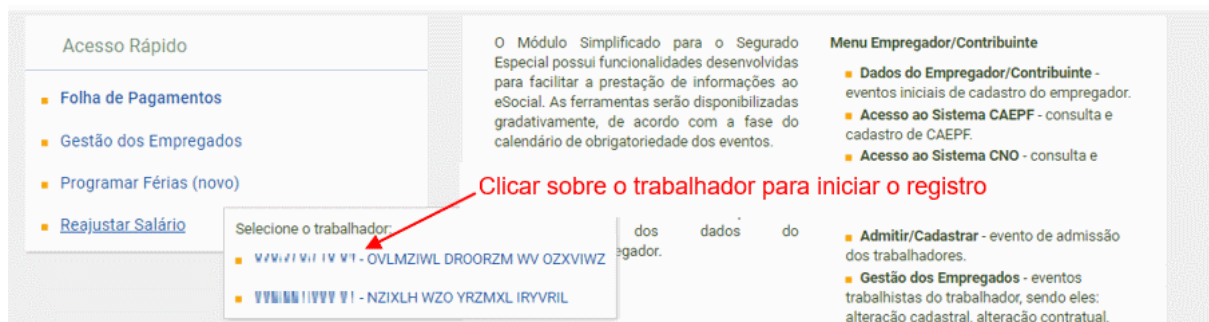 Acesso Rápido
Folha de Pagamentos
Gestão dos Empregados
Programar Férias (novo)
Reajustar Salário
O Módulo Simplificado para o Segurado
Especial possui funcionalidades desenvolvidas
para facilitar a prestação de informações ao
eSocial. As ferramentas serão disponibilizadas
gradativamente, de acordo com a fase do
calendário de obrigatoriedade dos eventos.
Clicar sobre o trabalhador para iniciar o registro
Selecione o trabalhador:
- OVLMZIWL DROORZM WV OZXVIWZ
- NZIXLH WZO YRZMXL IRYVRIL
dos dados do
egador.
Menu Empregador/Contribuinte
Dados do Empregador/Contribuinte -
eventos iniciais de cadastro do empregador.
Acesso ao Sistema CAEPF - consulta e
cadastro de CAEPF.
Acesso ao Sistema CNO - consulta e
Admitir/Cadastrar - evento de admissão
dos trabalhadores.
Gestão dos Empregados - eventos
trabalhistas do trabalhador, sendo eles:
alteração cadastral, alteração contratual,